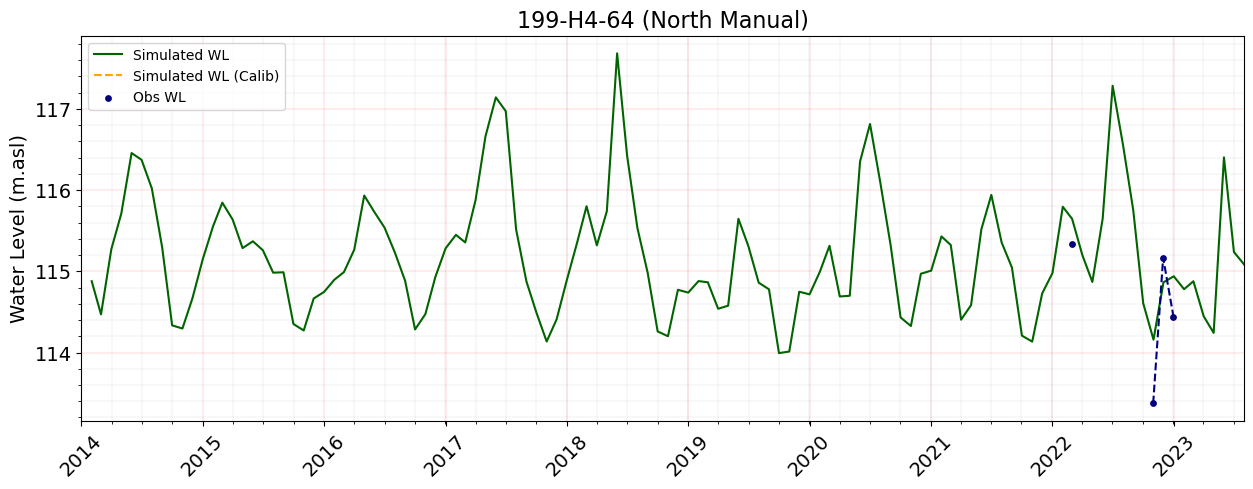 199-H4-64 (North Manual)
Simulated WL
Simulated WL (Calib)
Obs WL
Water Level (m.asl)
117
116
115
114
2014
2015
2016
2017
2018
2019
2020
2021
2022
2023